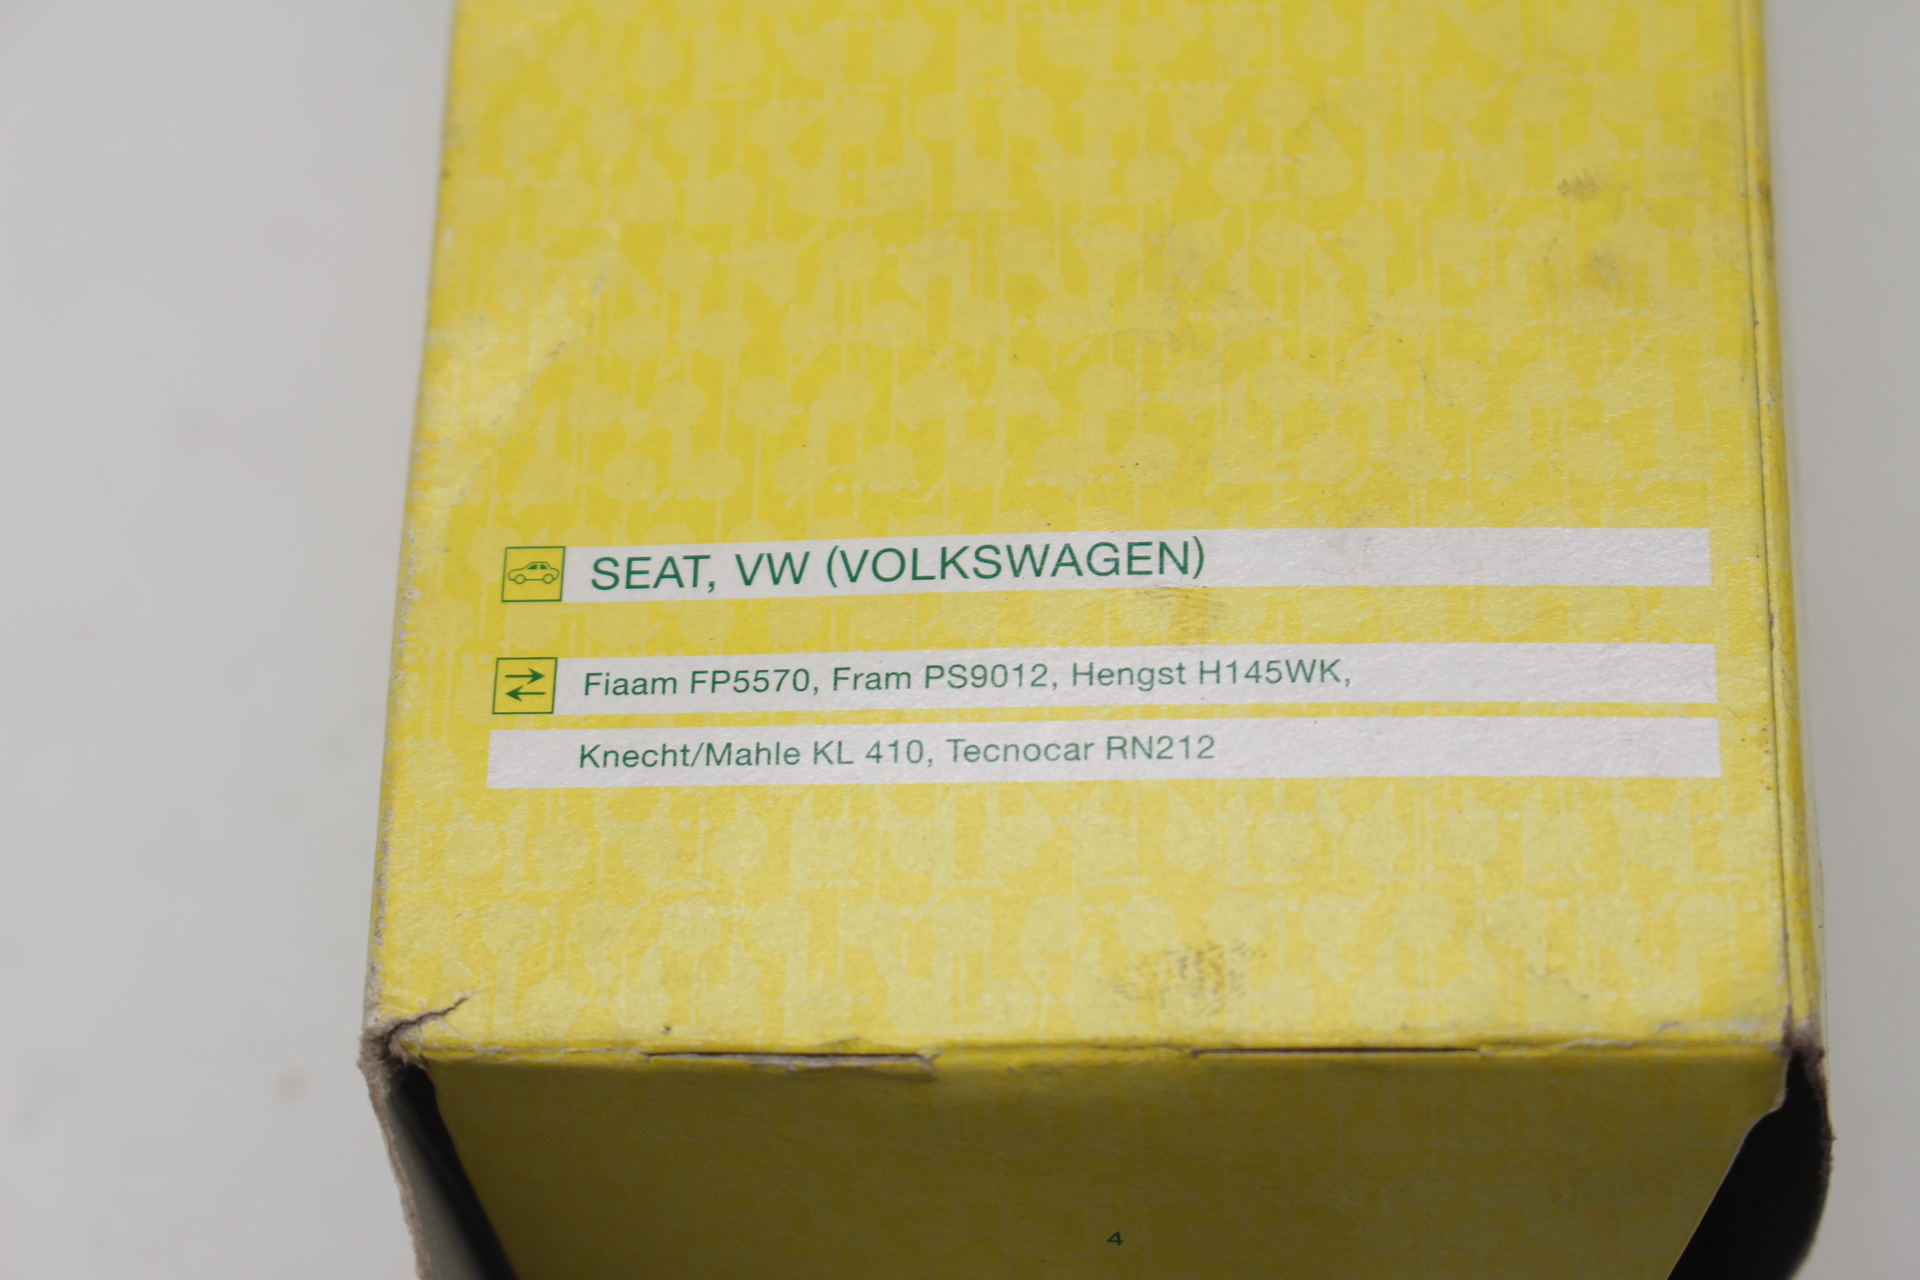 SEAT, VW (VOLKSWAGEN)
Fiaam FP5570, Fram PS9012, Hengst H145WK,
Knecht/Mahle KL 410, Tecnocar RN212
4